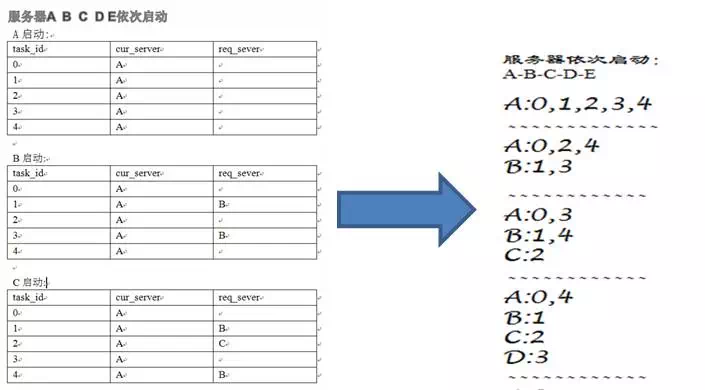 服务器A B C D E依次启动
A 启动:
task_id cur_server req_sever
0 A
1 A
2 A
3 A
4 A
B 启动:
task_id cur_server req_sever
0 A
1 A B
2 A
3 A B
4 A
C 启动:
task_id cur_server req_sever
0 A
1 A B
2 A C
3 A
4 A B
服务器依次启动：
A-B-C-D-E
A:0,1,2,3,4
~~~~~~~~~~~~~
A:0,2,4
B:1,3
~~~~~~~~~~~~
A:0,3
B:1,4
C:2
~~~~~~~~~~~~
A:0,4
B:1
C:2
D:3
~~~~~~~~~~~~